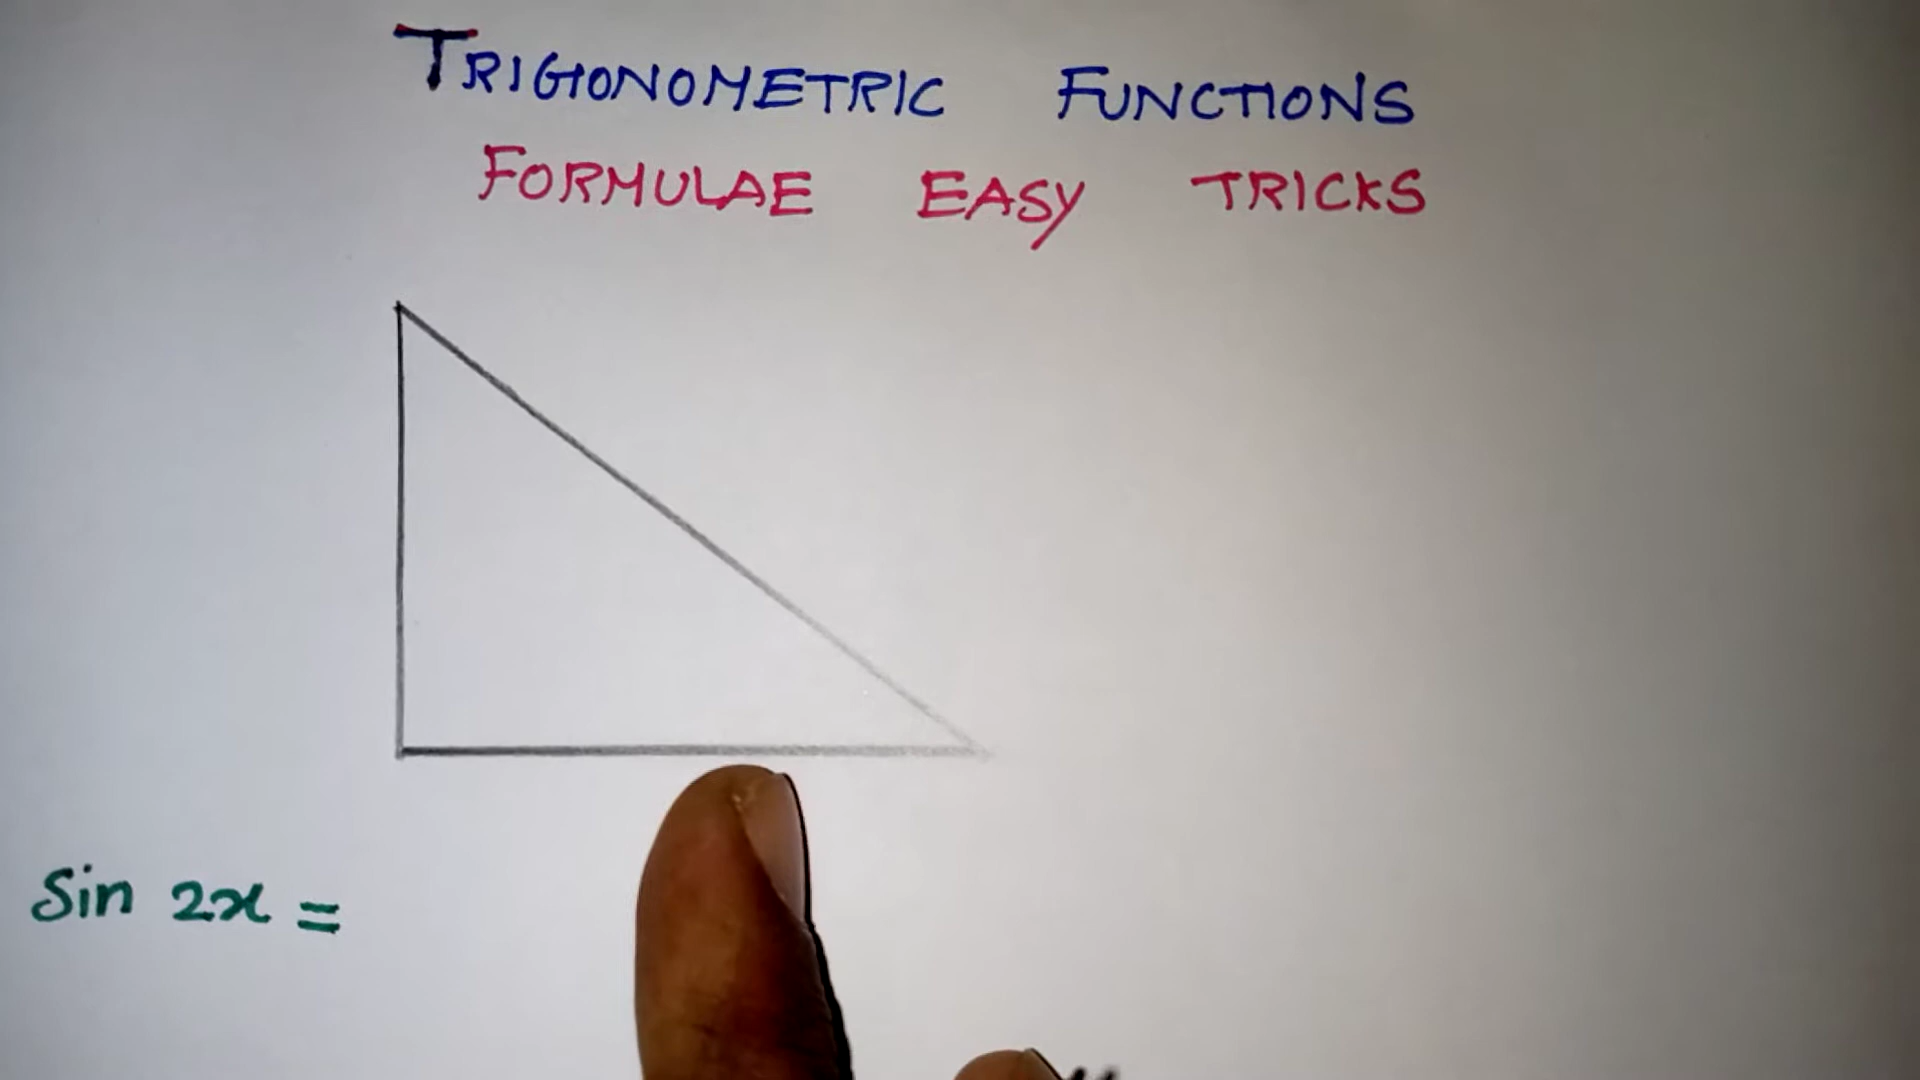 TRIGONOMETRIC FUNCTIONS
FORMULAE EASY TRICKS
Sin 2x =